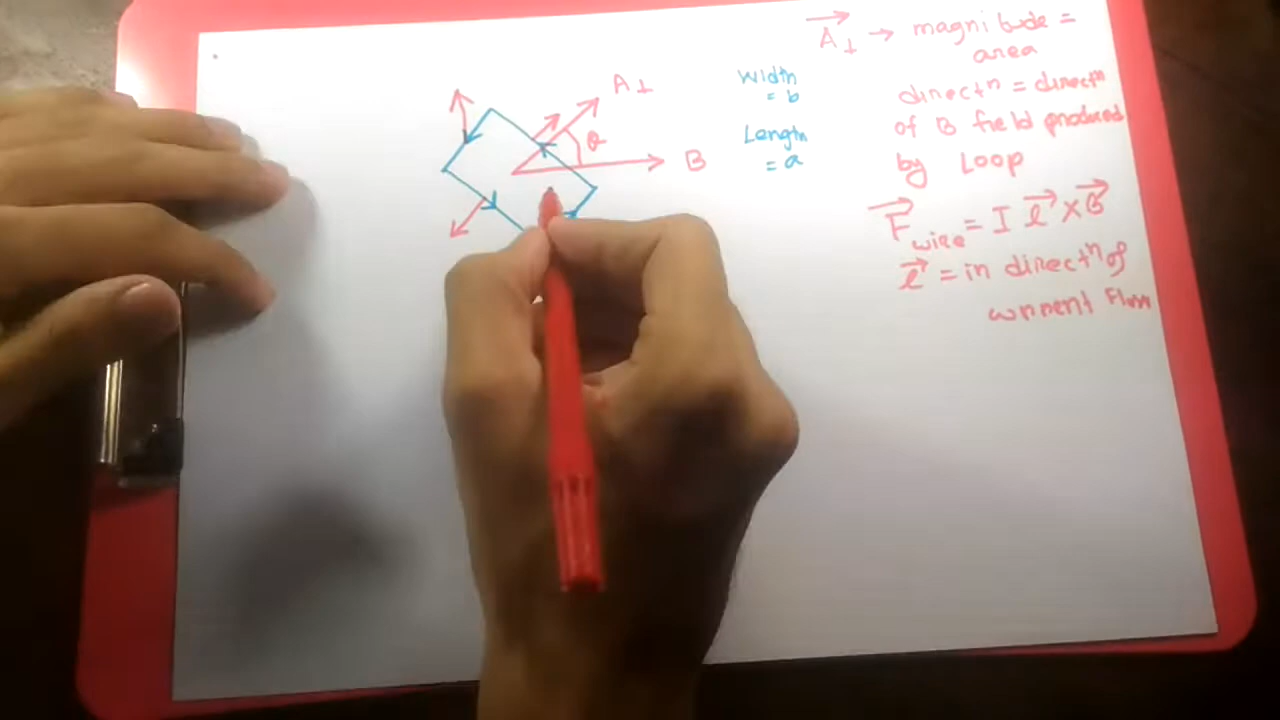 A⊥
θ
B
Width
= b
Length
= a
A⊥ → magnitude =
area
directⁿ = directⁿ
of B field produced
by Loop
F wire = I l × B
l = in directⁿ of
current Flow